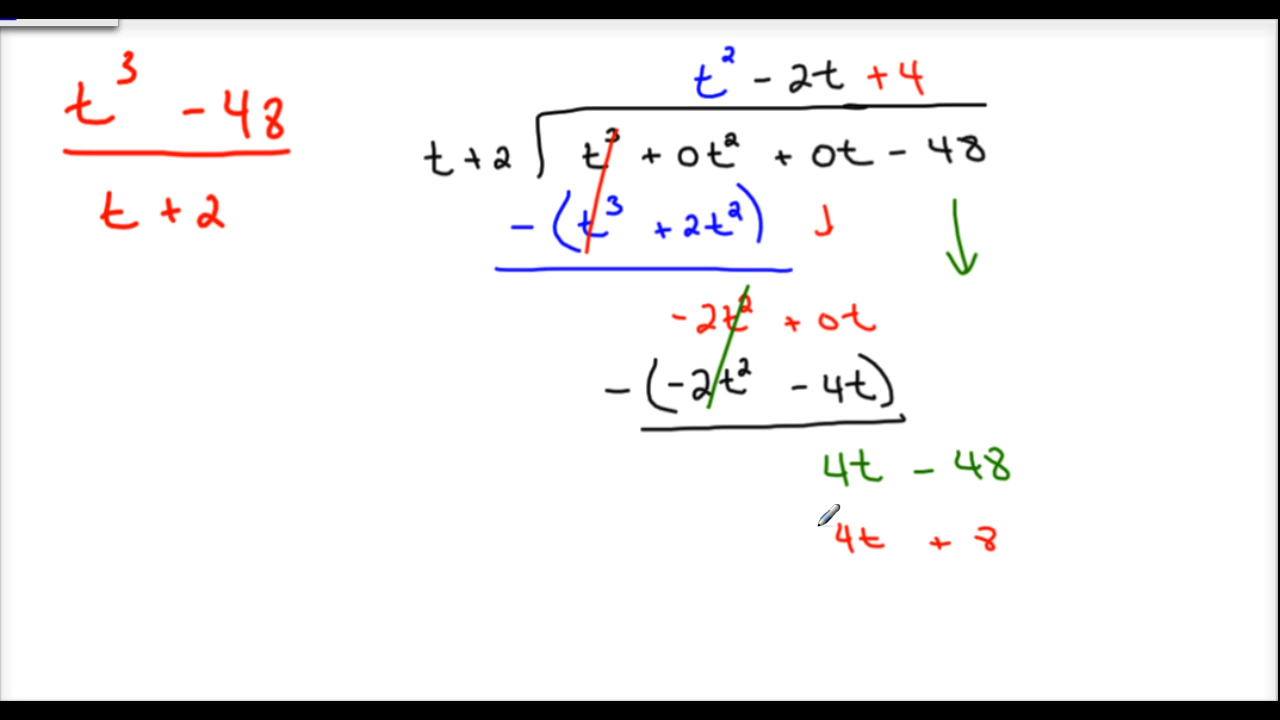 t³ - 48
t + 2
t² - 2t + 4
t + 2 t³ + 0t² + 0t - 48
- (t³ + 2t²)
- 2t² + 0t
- (- 2t² - 4t)
4t - 48
4t + 8